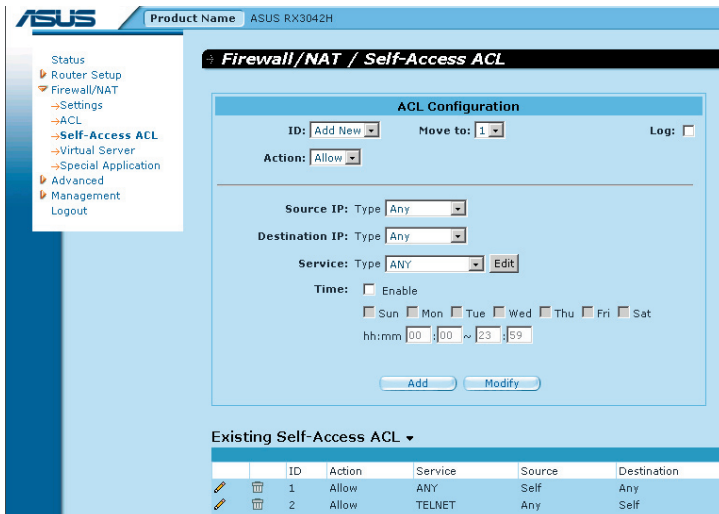 ASUS
Product Name ASUS RX3042H
Status
Router Setup
Firewall/NAT
→Settings
→ACL
→Self-Access ACL
→Virtual Server
→Special Application
Advanced
Management
Logout
Firewall/NAT / Self-Access ACL
ACL Configuration
ID: Add New Move to: 1 Log:
Action: Allow
Source IP: Type Any
Destination IP: Type Any
Service: Type ANY Edit
Time: Enable
Sun Mon Tue Wed Thu Fri Sat
hh:mm 00 : 00 ~ 23 : 59
Add Modify
Existing Self-Access ACL
ID Action Service Source Destination
1 Allow ANY Self Any
2 Allow TELNET Any Self